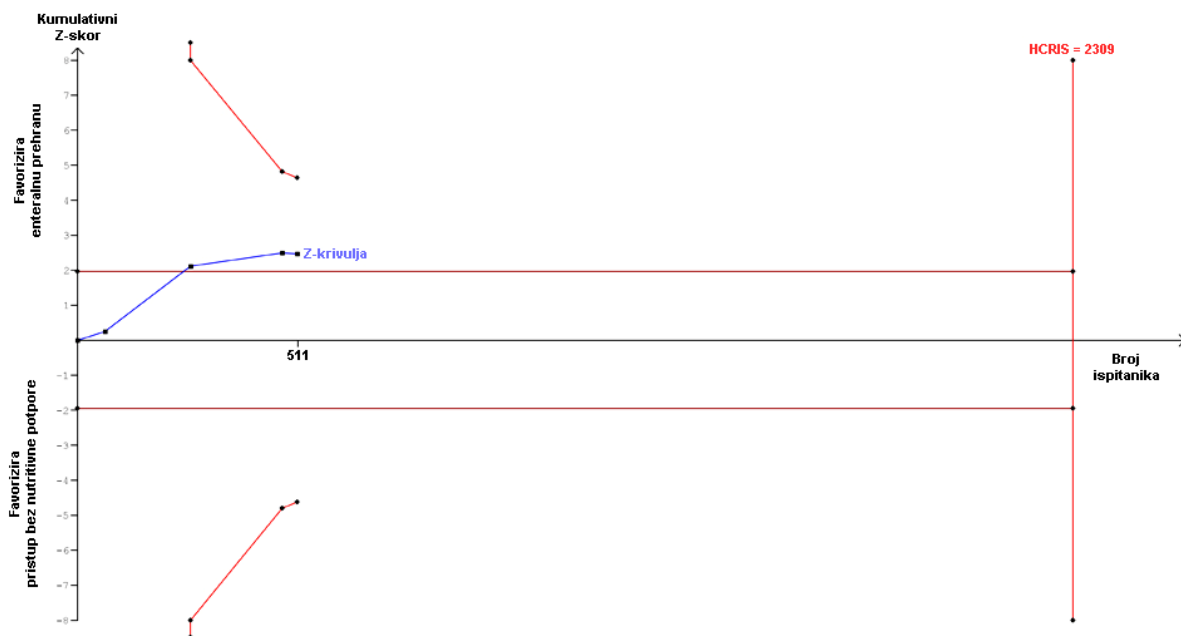 Kumulativni
Z-skor
HCRIS = 2309
8
7
6
5
4
3
2
1
-1
-2
-3
-4
-5
-6
-7
-8
Favorizira
enteralnu prehranu
Z-krivulja
511
Broj
ispitanika
Favorizira
pristup bez nutritivne potpore